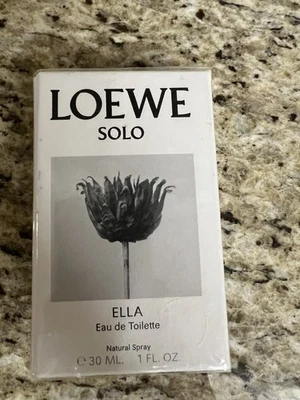 LOEWE
SOLO
ELLA
Eau de Toilette
Natural Spray
℮ 30 ML. 1 FL. OZ.